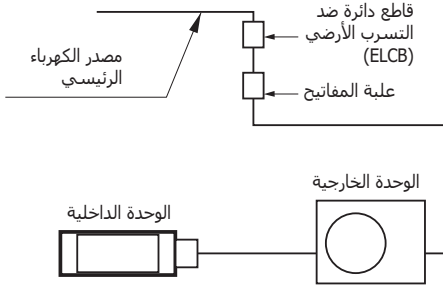 قاطع دائرة ضد
التسرب الأرضي
(ELCB)
مصدر الكهرباء
الرئيسي
علبة المفاتيح
الوحدة الخارجية
الوحدة الداخلية